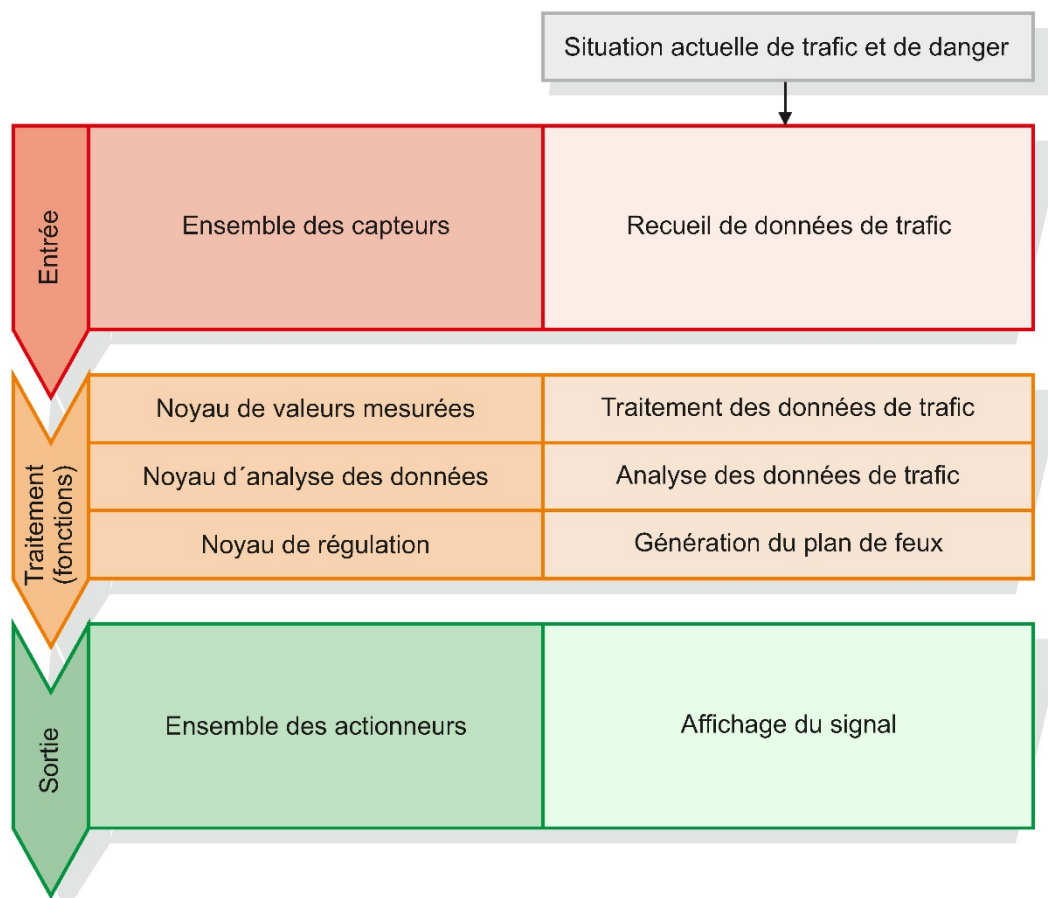 Situation actuelle de trafic et de danger
Entrée
Ensemble des capteurs
Recueil de données de trafic
Traitement
(fonctions)
Noyau de valeurs mesurées
Traitement des données de trafic
Noyau d´analyse des données
Analyse des données de trafic
Noyau de régulation
Génération du plan de feux
Sortie
Ensemble des actionneurs
Affichage du signal